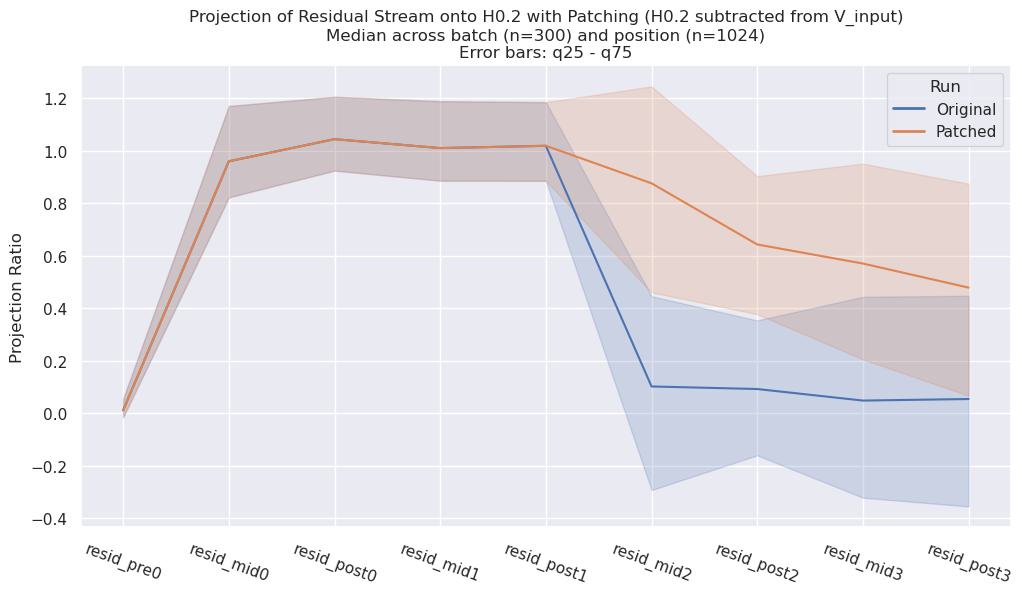 Projection of Residual Stream onto H0.2 with Patching (H0.2 subtracted from V_input)
Median across batch (n=300) and position (n=1024)
Error bars: q25 - q75
Run
Original
Patched
Projection Ratio
1.2
1.0
0.8
0.6
0.4
0.2
0.0
−0.2
−0.4
resid_pre0
resid_mid0
resid_post0
resid_mid1
resid_post1
resid_mid2
resid_post2
resid_mid3
resid_post3